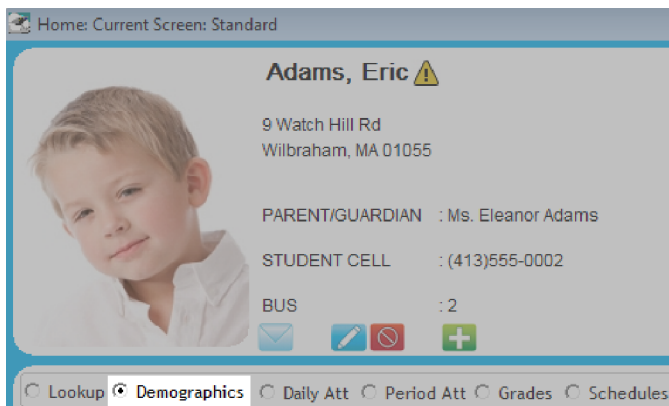 Home: Current Screen: Standard
Adams, Eric
9 Watch Hill Rd
Wilbraham, MA 01055
PARENT/GUARDIAN : Ms. Eleanor Adams
STUDENT CELL : (413)555-0002
BUS : 2
Lookup Demographics Daily Att Period Att Grades Schedules